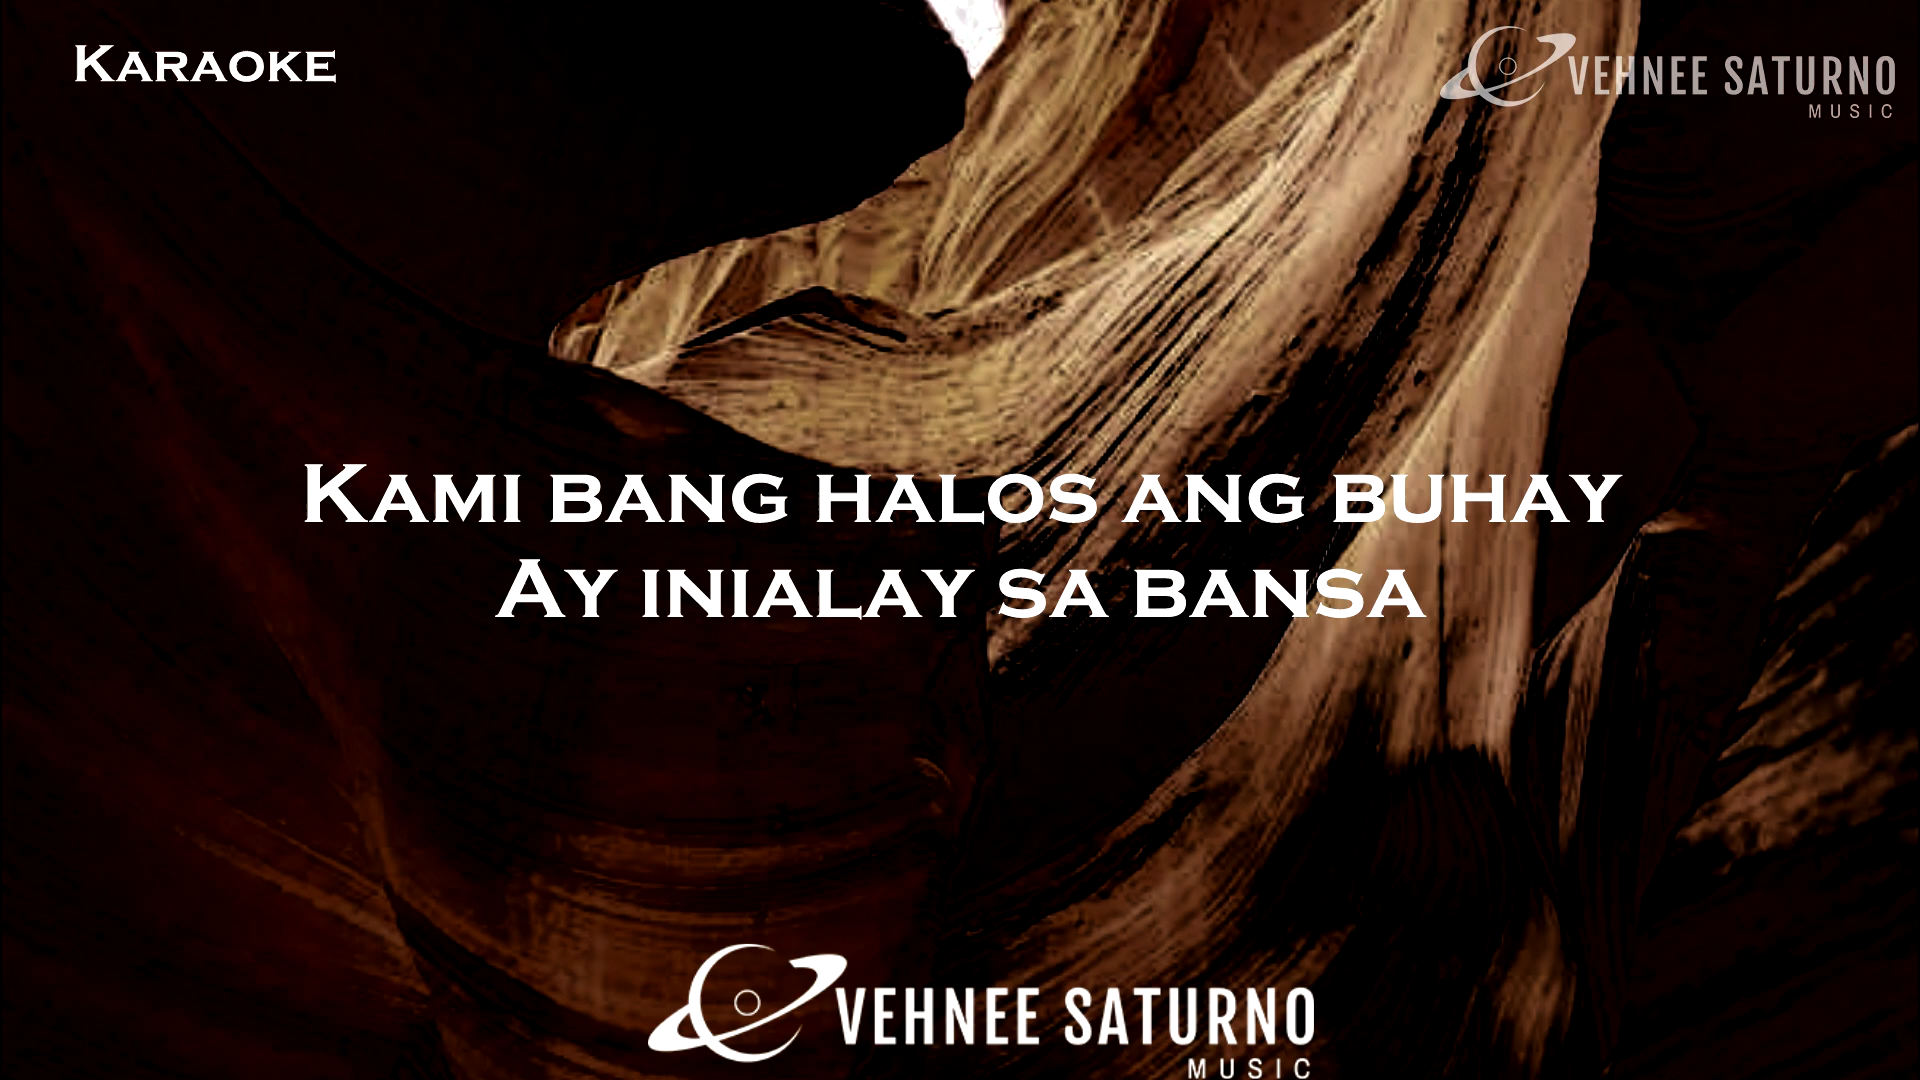 Karaoke
VEHNEE SATURNO
MUSIC
Kami bang halos ang buhay
Ay inialay sa bansa
VEHNEE SATURNO
MUSIC